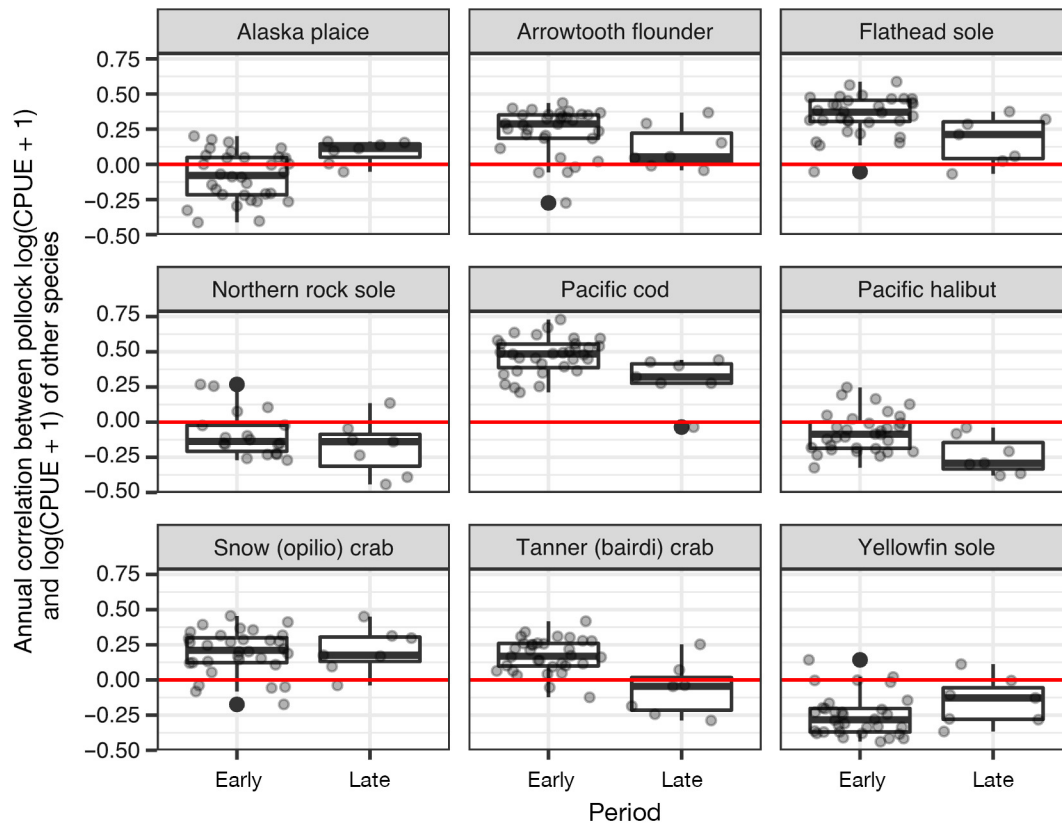 Annual correlation between pollock log(CPUE + 1)
and log(CPUE + 1) of other species
Alaska plaice
Arrowtooth flounder
Flathead sole
0.75
0.50
0.25
0.00
−0.25
−0.50
Northern rock sole
Pacific cod
Pacific halibut
0.75
0.50
0.25
0.00
−0.25
−0.50
Snow (opilio) crab
Tanner (bairdi) crab
Yellowfin sole
0.75
0.50
0.25
0.00
−0.25
−0.50
Early
Late
Early
Late
Early
Late
Period